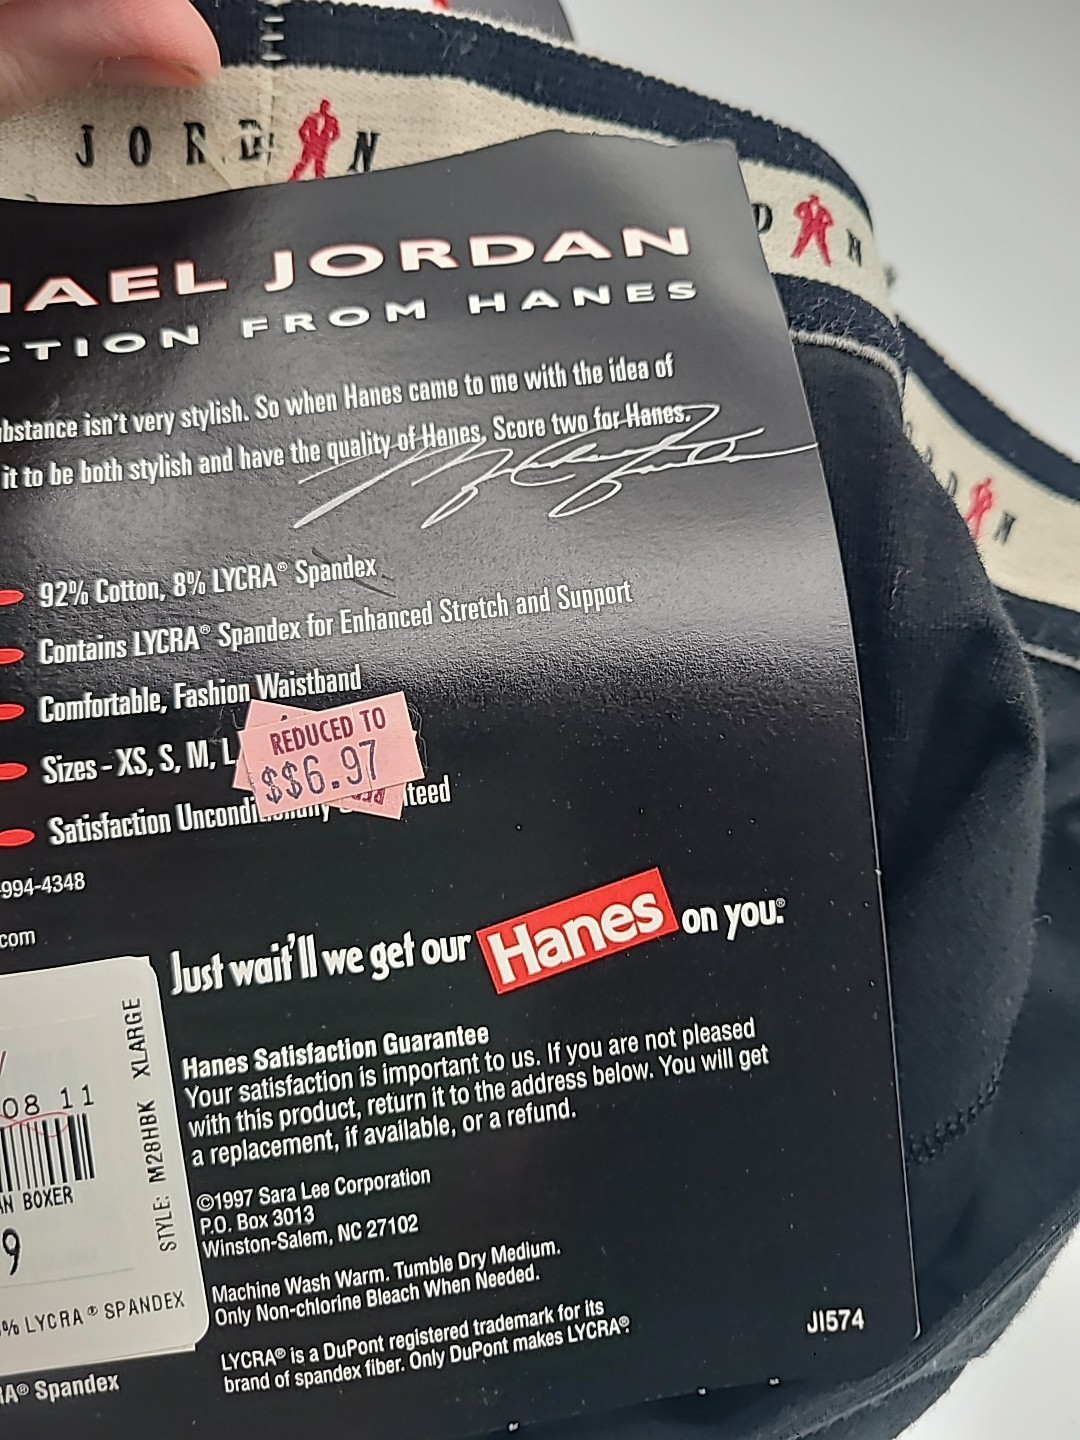 JORDAN
DAN
DAN
JORDAN
FROM HANES
isn't very stylish. So when Hanes came to me with the idea of
it to be both stylish and have the quality of Hanes. Score two for Hanes.
92% Cotton, 8% LYCRA® Spandex
Contains LYCRA® Spandex for Enhanced Stretch and Support
Comfortable, Fashion Waistband
Sizes - XS, S, M, L
REDUCED TO
$$6.97
Satisfaction
-994-4348
.com
Just wait'll we get our Hanes on you.®
08 11
BOXER
9
STYLE: M28HBK XLARGE
% LYCRA® SPANDEX
Spandex
Hanes Satisfaction Guarantee
Your satisfaction is important to us. If you are not pleased
with this product, return it to the address below. You will get
a replacement, if available, or a refund.
©1997 Sara Lee Corporation
P.O. Box 3013
Winston-Salem, NC 27102
Machine Wash Warm. Tumble Dry Medium.
Only Non-chlorine Bleach When Needed.
LYCRA® is a DuPont registered trademark for its
brand of spandex fiber. Only DuPont makes LYCRA®.
JI574